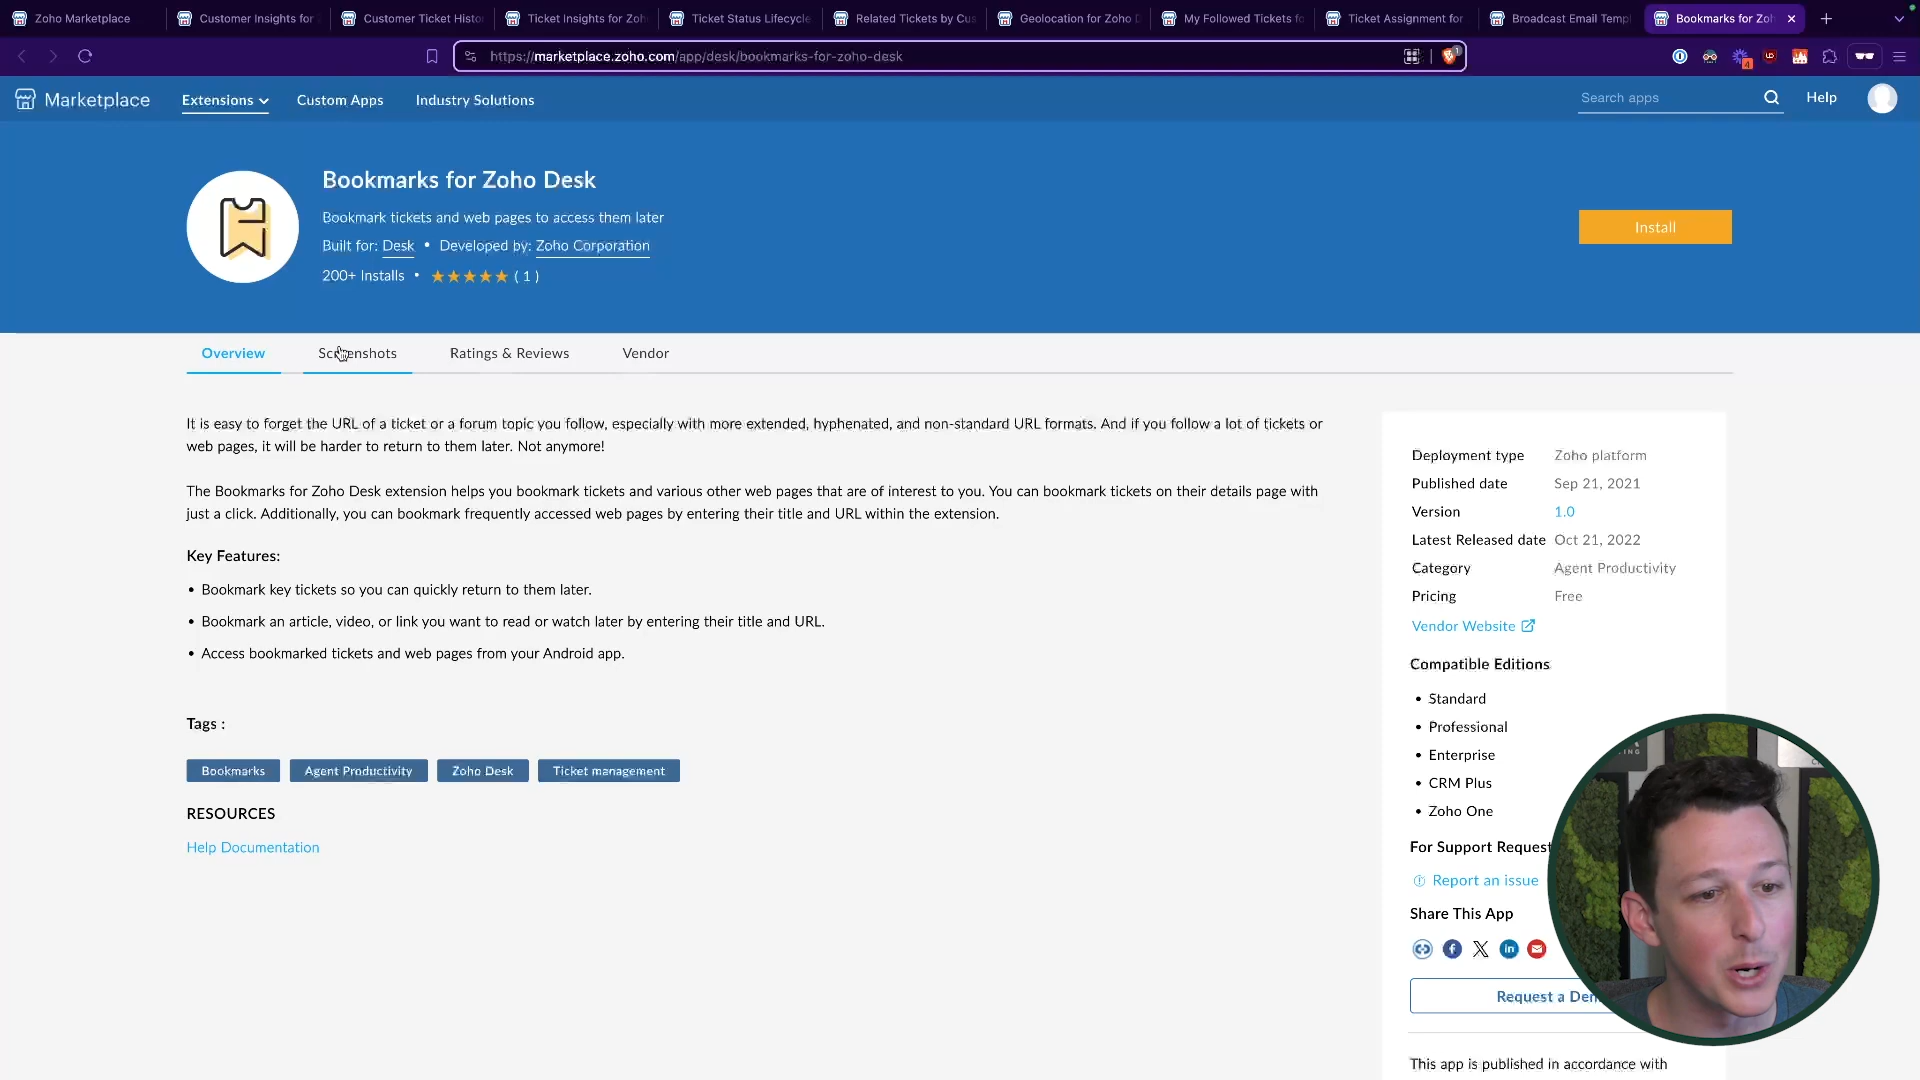 Zoho Marketplace
Customer Insights for
Customer Ticket Histo
Ticket Insights for Zoh
Ticket Status Lifecycle
Related Tickets by Cus
Geolocation for Zoho D
My Followed Tickets fo
Ticket Assignment for
Broadcast Email Templ
Bookmarks for Zoh
https://marketplace.zoho.com/app/desk/bookmarks-for-zoho-desk
1
4
Marketplace
Extensions
Custom Apps
Industry Solutions
Search apps
Help
Bookmarks for Zoho Desk
Bookmark tickets and web pages to access them later
Built for: Desk • Developed by: Zoho Corporation
200+ Installs • ★★★★★ ( 1 )
Install
Overview
Screenshots
Ratings & Reviews
Vendor
It is easy to forget the URL of a ticket or a forum topic you follow, especially with more extended, hyphenated, and non-standard URL formats. And if you follow a lot of tickets or
web pages, it will be harder to return to them later. Not anymore!
The Bookmarks for Zoho Desk extension helps you bookmark tickets and various other web pages that are of interest to you. You can bookmark tickets on their details page with
just a click. Additionally, you can bookmark frequently accessed web pages by entering their title and URL within the extension.
Key Features:
• Bookmark key tickets so you can quickly return to them later.
• Bookmark an article, video, or link you want to read or watch later by entering their title and URL.
• Access bookmarked tickets and web pages from your Android app.
Tags :
Bookmarks
Agent Productivity
Zoho Desk
Ticket management
RESOURCES
Help Documentation
Deployment type Zoho platform
Published date Sep 21, 2021
Version 1.0
Latest Released date Oct 21, 2022
Category Agent Productivity
Pricing Free
Vendor Website
Compatible Editions
• Standard
• Professional
• Enterprise
• CRM Plus
• Zoho One
For Support Request
Report an issue
Share This App
Request a Dem
This app is published in accordance with